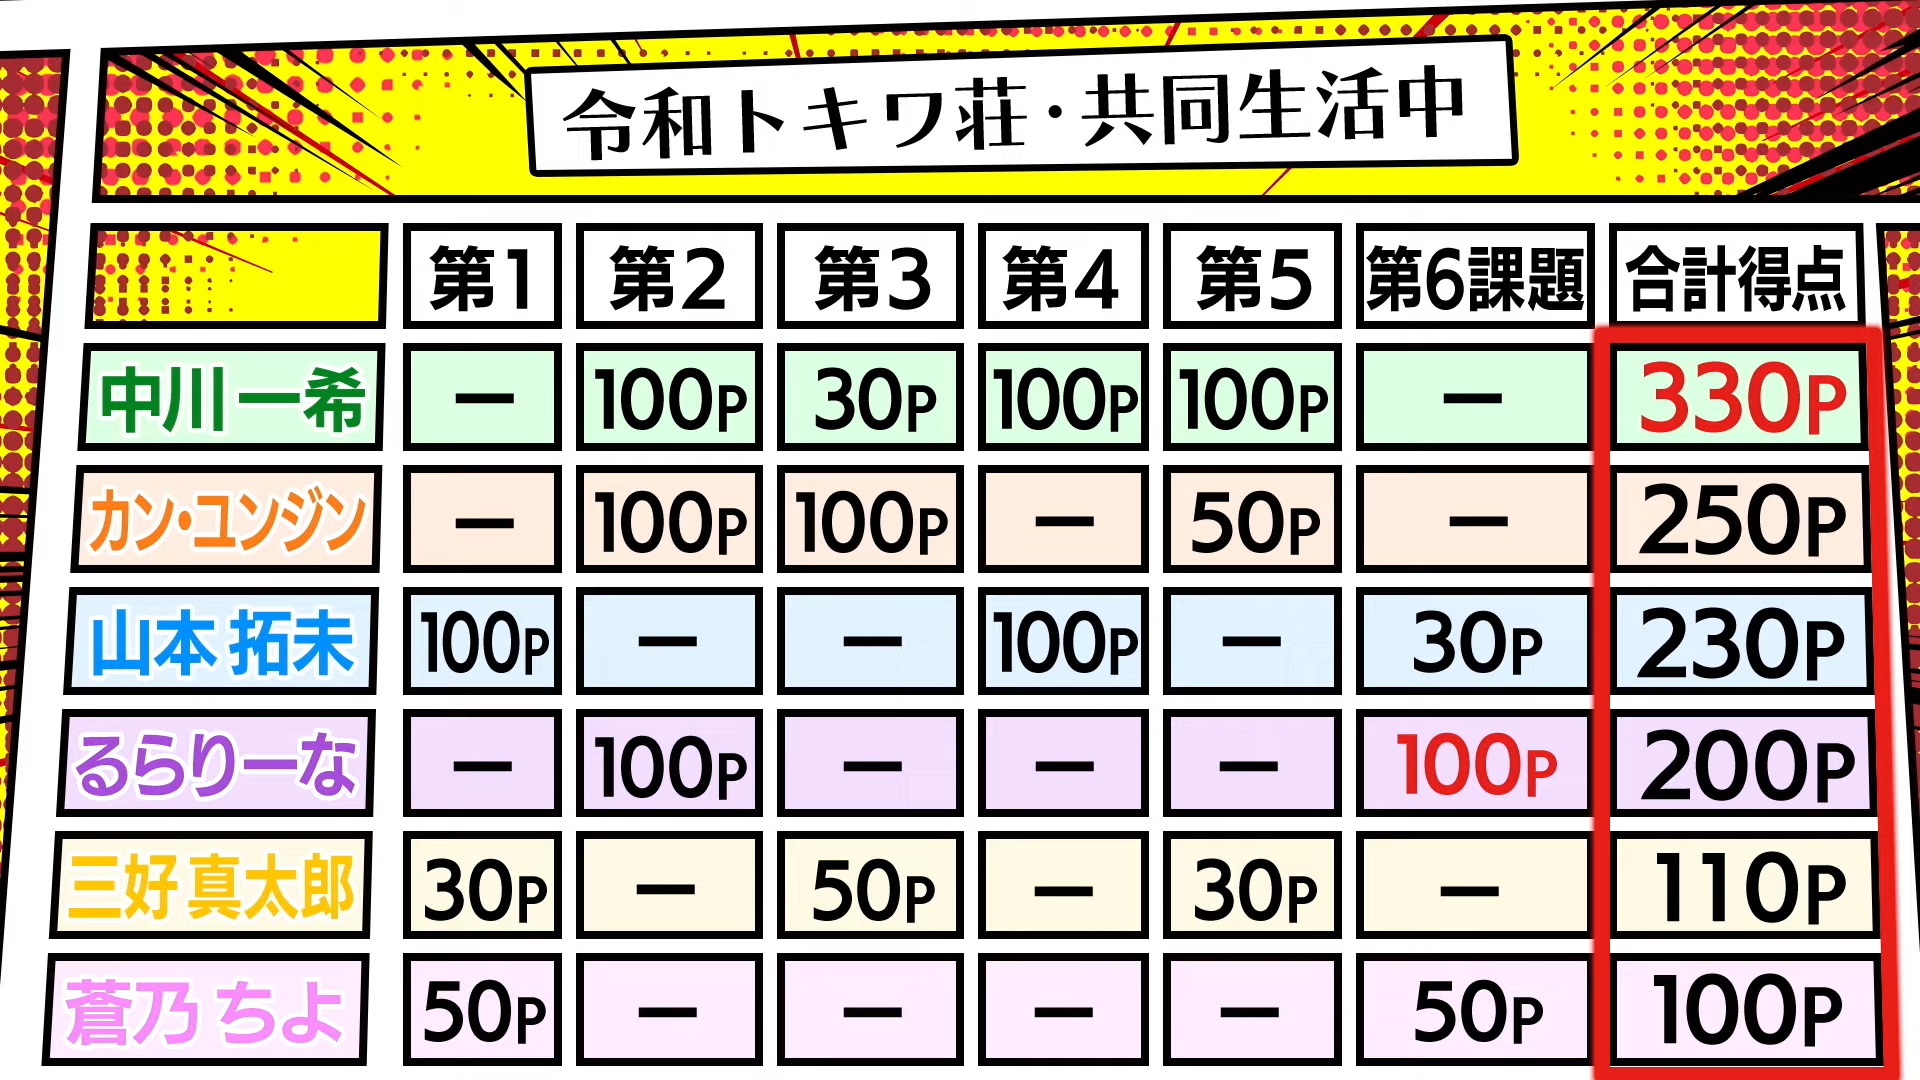 令和トキワ荘・共同生活中
第1 第2 第3 第4 第5 第6課題 合計得点
中川 一希 ー 100P 30P 100P 100P ー 330P
カン・ユンジン ー 100P 100P ー 50P ー 250P
山本 拓未 100P ー ー 100P ー 30P 230P
るらりーな ー 100P ー ー ー 100P 200P
三好 真太郎 30P ー 50P ー 30P ー 110P
蒼乃 ちよ 50P ー ー ー ー 50P 100P